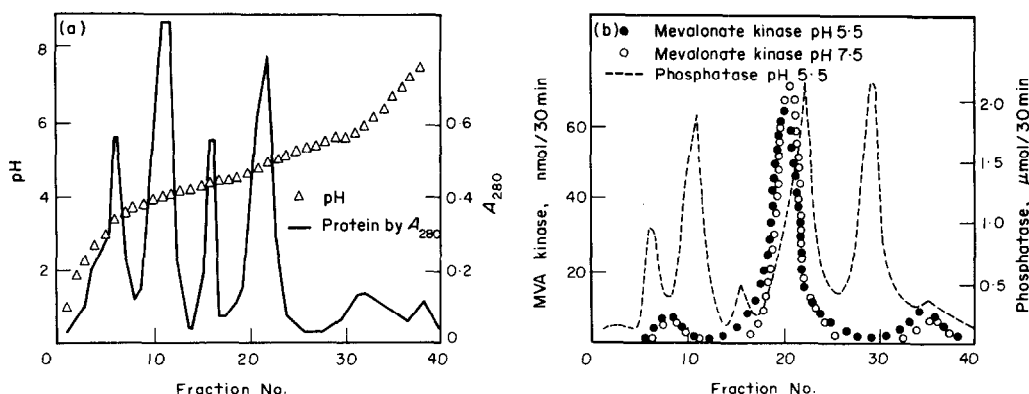 (a)
8
6
4
2
0
pH
0.6
0.4
0.2
0
A280
△ pH
Protein by A280
10
20
30
40
Fraction No.
(b)
● Mevalonate kinase pH 5·5
○ Mevalonate kinase pH 7·5
---- Phosphatase pH 5·5
60
40
20
0
MVA kinase, nmol/30 min
2·0
1·5
1·0
0·5
Phosphatase, μmol/30 min
10
20
30
40
Fraction No.